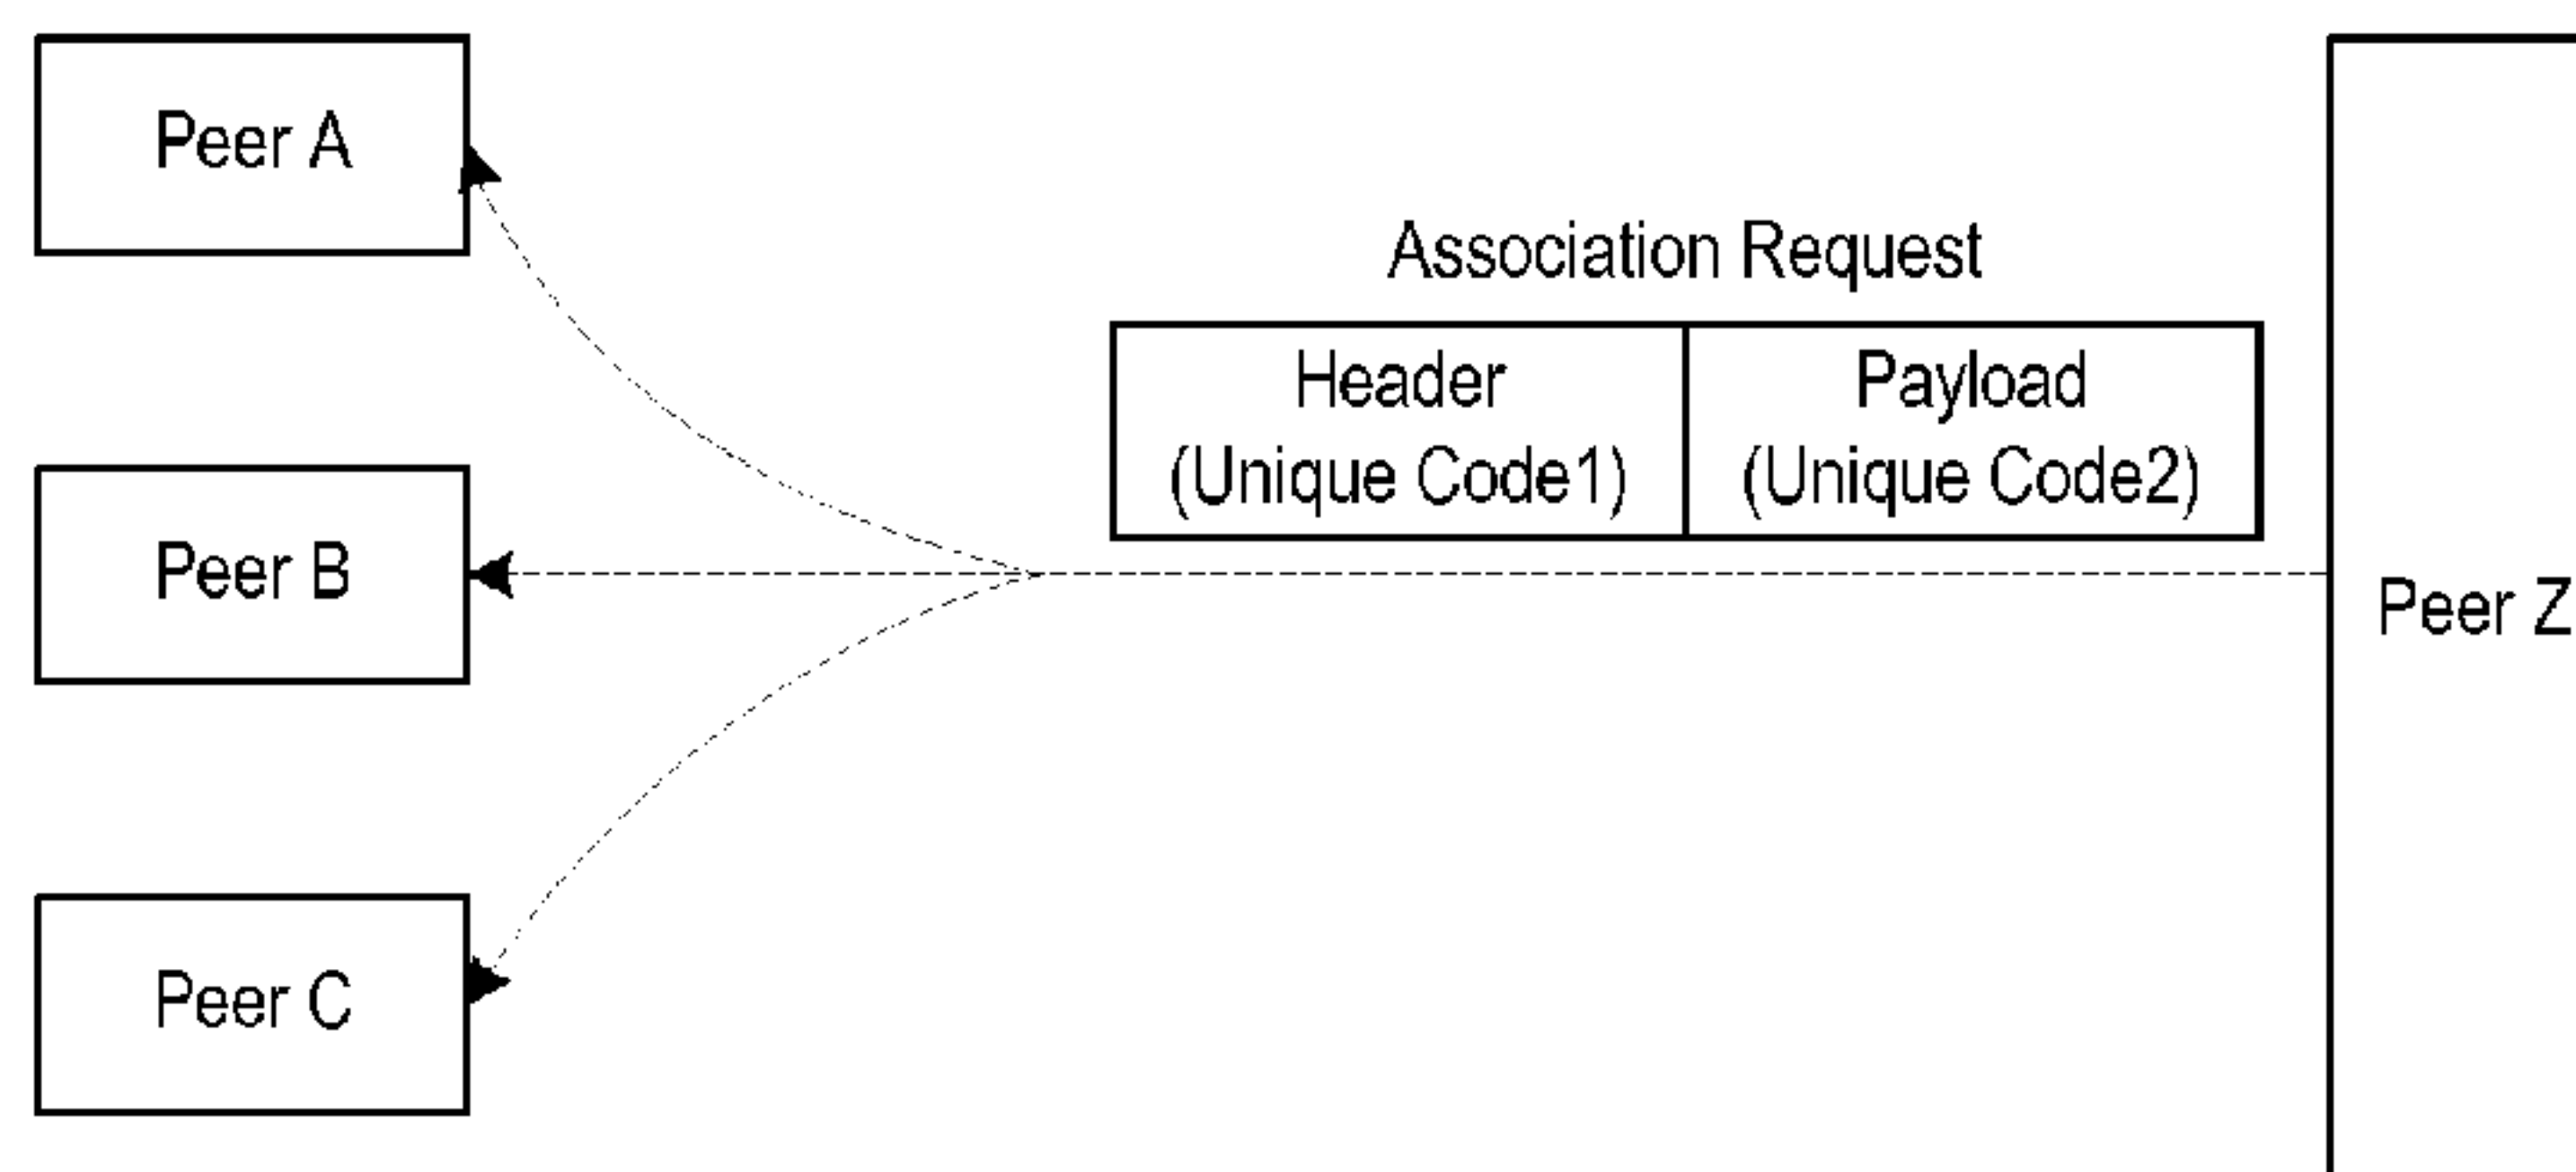 Peer A
Association Request
Header
(Unique Code1)
Payload
(Unique Code2)
Peer B
Peer Z
Peer C